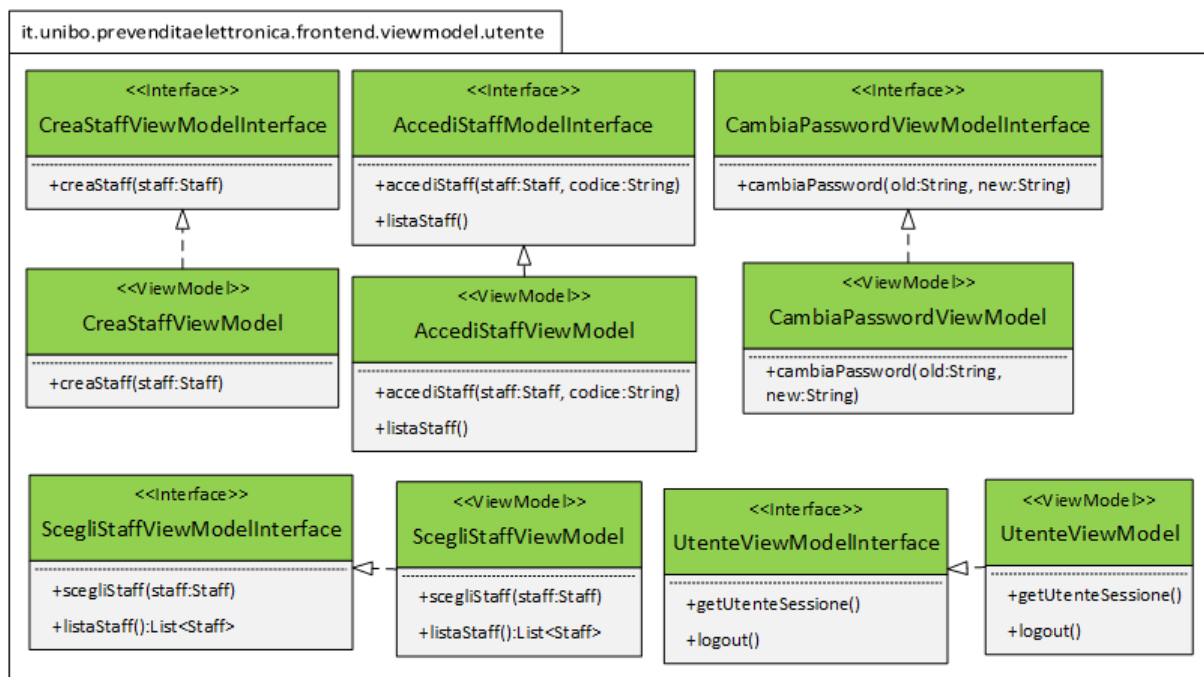 it.unibo.prevenditaelettronica.frontend.viewmodel.utente
<<Interface>>
CreaStaffViewModelInterface
+creaStaff(staff:Staff)
<<Interface>>
AccediStaffModelInterface
+accediStaff(staff:Staff, codice:String)
+listaStaff()
<<Interface>>
CambiaPasswordViewModelInterface
+cambiaPassword(old:String, new:String)
<<ViewModel>>
CreaStaffViewModel
+creaStaff(staff:Staff)
<<ViewModel>>
AccediStaffViewModel
+accediStaff(staff:Staff, codice:String)
+listaStaff()
<<ViewModel>>
CambiaPasswordViewModel
+cambiaPassword(old:String,
new:String)
<<Interface>>
ScegliStaffViewModelInterface
+scegliStaff(staff:Staff)
+listaStaff():List<Staff>
<<ViewModel>>
ScegliStaffViewModel
+scegliStaff(staff:Staff)
+listaStaff():List<Staff>
<<Interface>>
UtenteViewModelInterface
+getUtenteSessione()
+logout()
<<ViewModel>>
UtenteViewModel
+getUtenteSessione()
+logout()